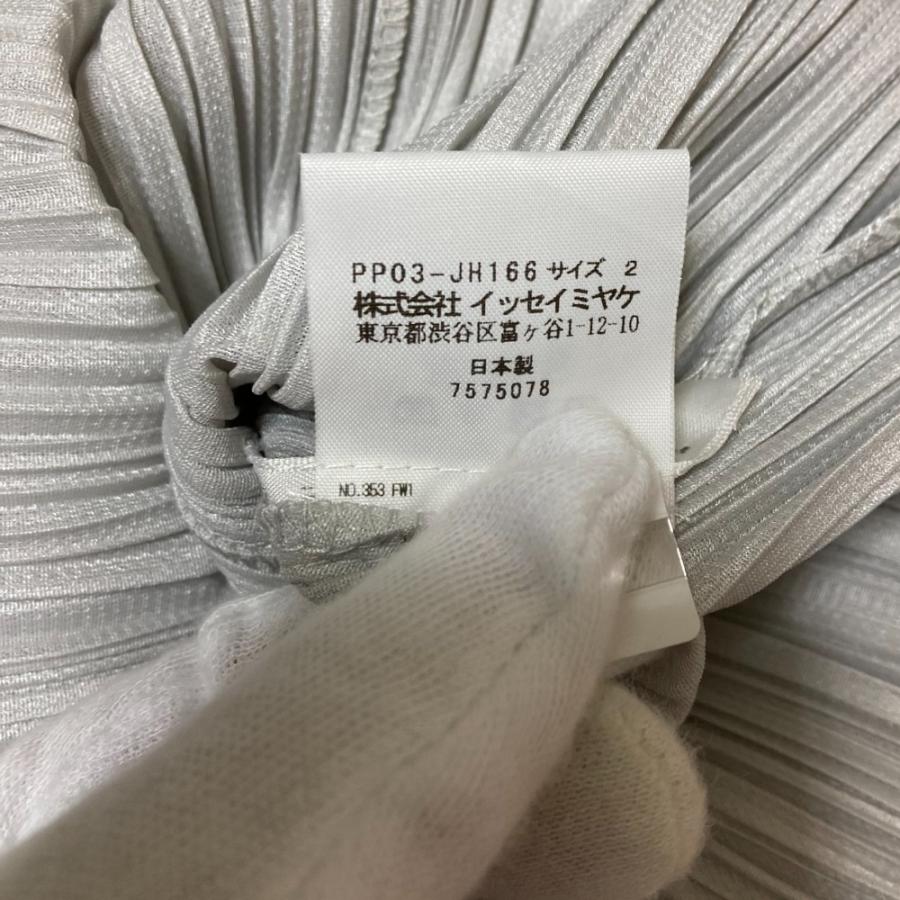 PP03-JH166 サイズ 2
株式会社 イッセイミヤケ
東京都渋谷区富ヶ谷1-12-10
日本製
7575078
NO.353 FW1